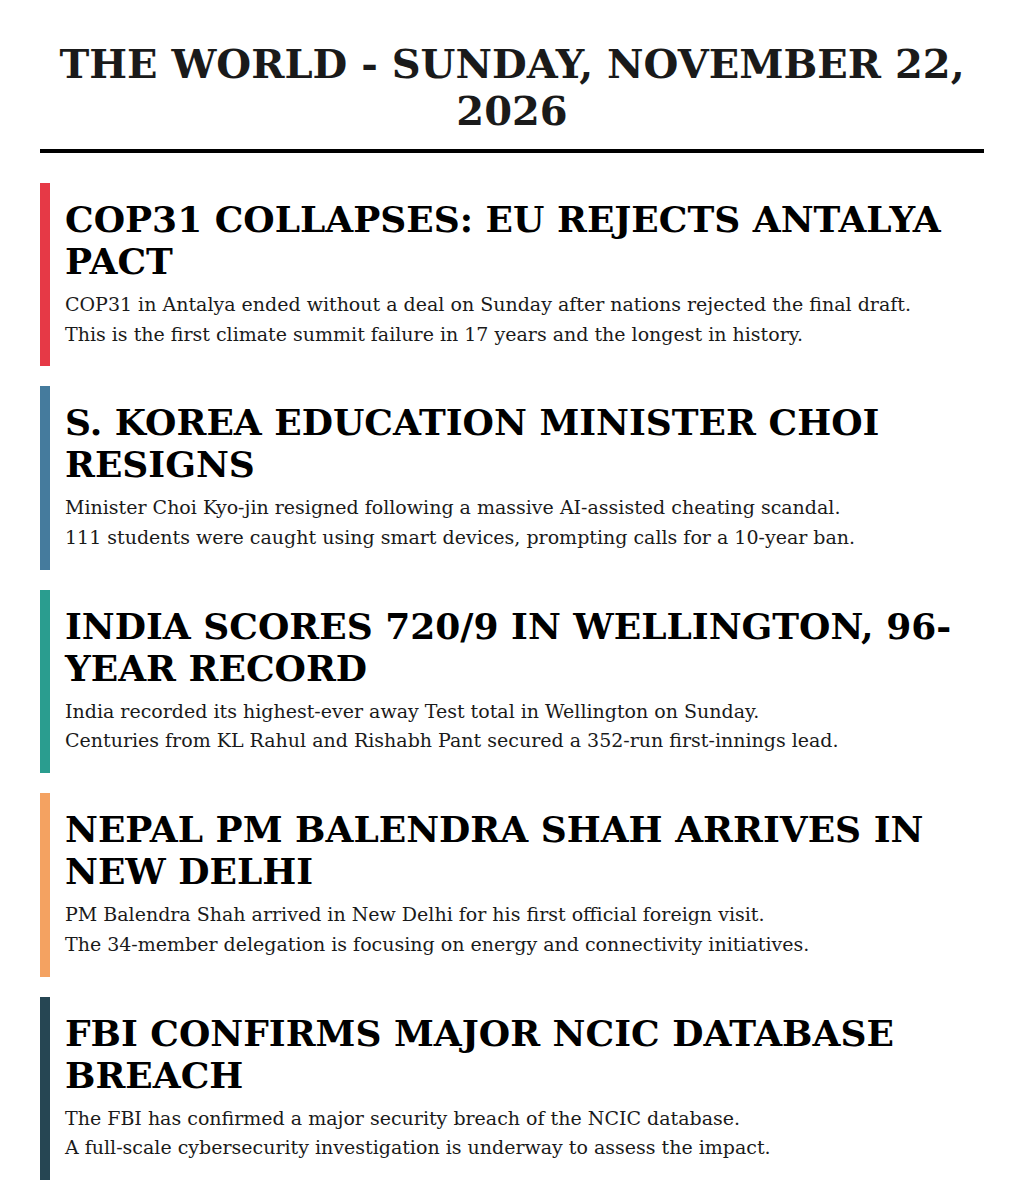 THE WORLD - SUNDAY, NOVEMBER 22,
2026
COP31 COLLAPSES: EU REJECTS ANTALYA
PACT
COP31 in Antalya ended without a deal on Sunday after nations rejected the final draft.
This is the first climate summit failure in 17 years and the longest in history.
S. KOREA EDUCATION MINISTER CHOI
RESIGNS
Minister Choi Kyo-jin resigned following a massive AI-assisted cheating scandal.
111 students were caught using smart devices, prompting calls for a 10-year ban.
INDIA SCORES 720/9 IN WELLINGTON, 96-
YEAR RECORD
India recorded its highest-ever away Test total in Wellington on Sunday.
Centuries from KL Rahul and Rishabh Pant secured a 352-run first-innings lead.
NEPAL PM BALENDRA SHAH ARRIVES IN
NEW DELHI
PM Balendra Shah arrived in New Delhi for his first official foreign visit.
The 34-member delegation is focusing on energy and connectivity initiatives.
FBI CONFIRMS MAJOR NCIC DATABASE
BREACH
The FBI has confirmed a major security breach of the NCIC database.
A full-scale cybersecurity investigation is underway to assess the impact.